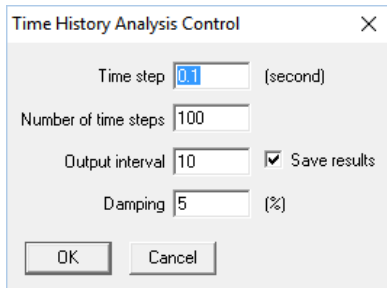 Time History Analysis Control
Time step 0.1 (second)
Number of time steps 100
Output interval 10 Save results
Damping 5 (%)
OK Cancel